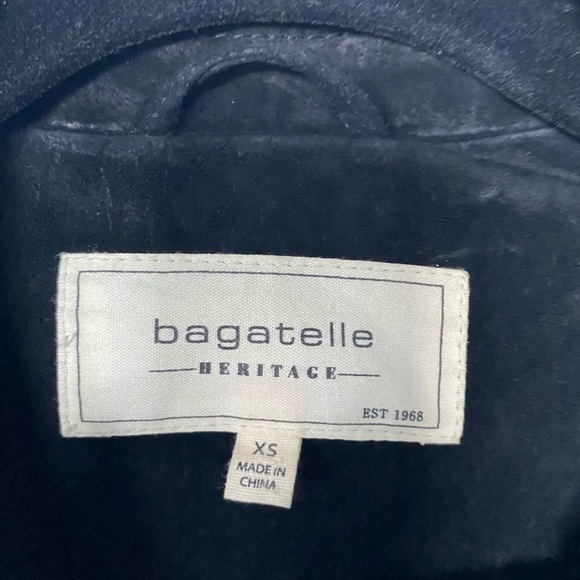 bagatelle
HERITAGE
EST 1968
XS
MADE IN
CHINA